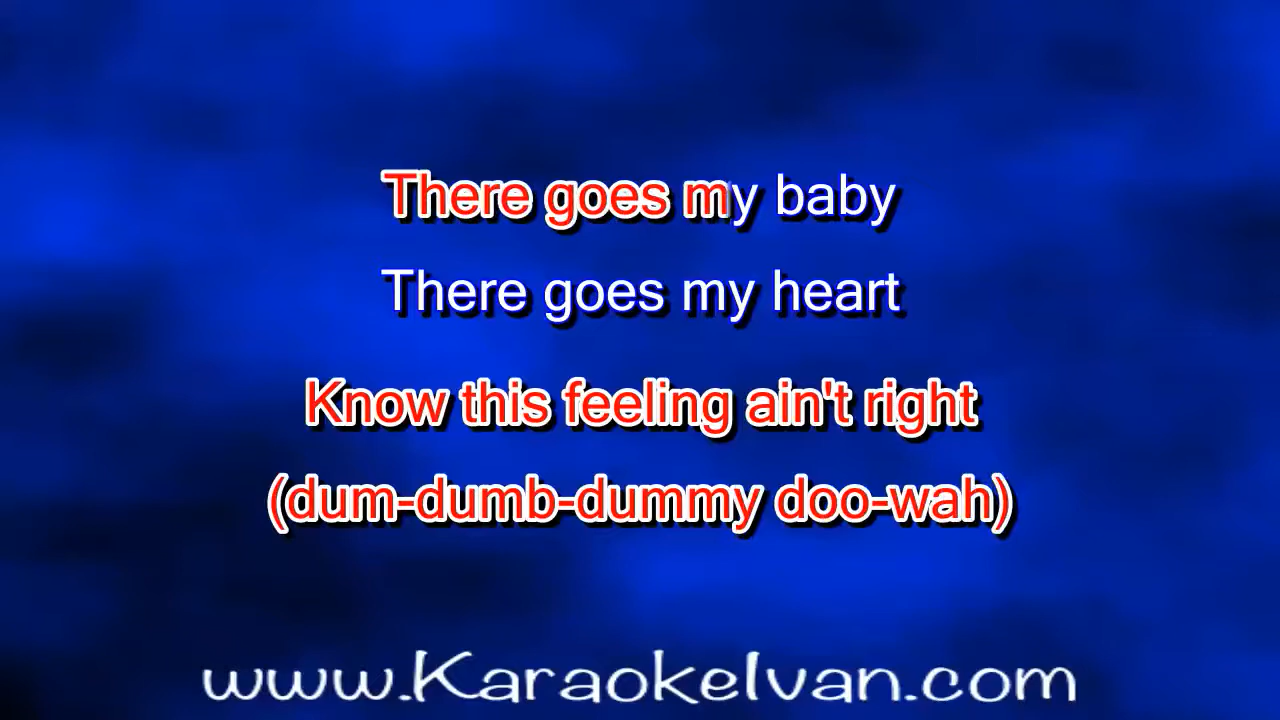 There goes my baby
There goes my heart
Know this feeling ain't right
(dum-dumb-dummy doo-wah)
www.KaraokeIvan.com